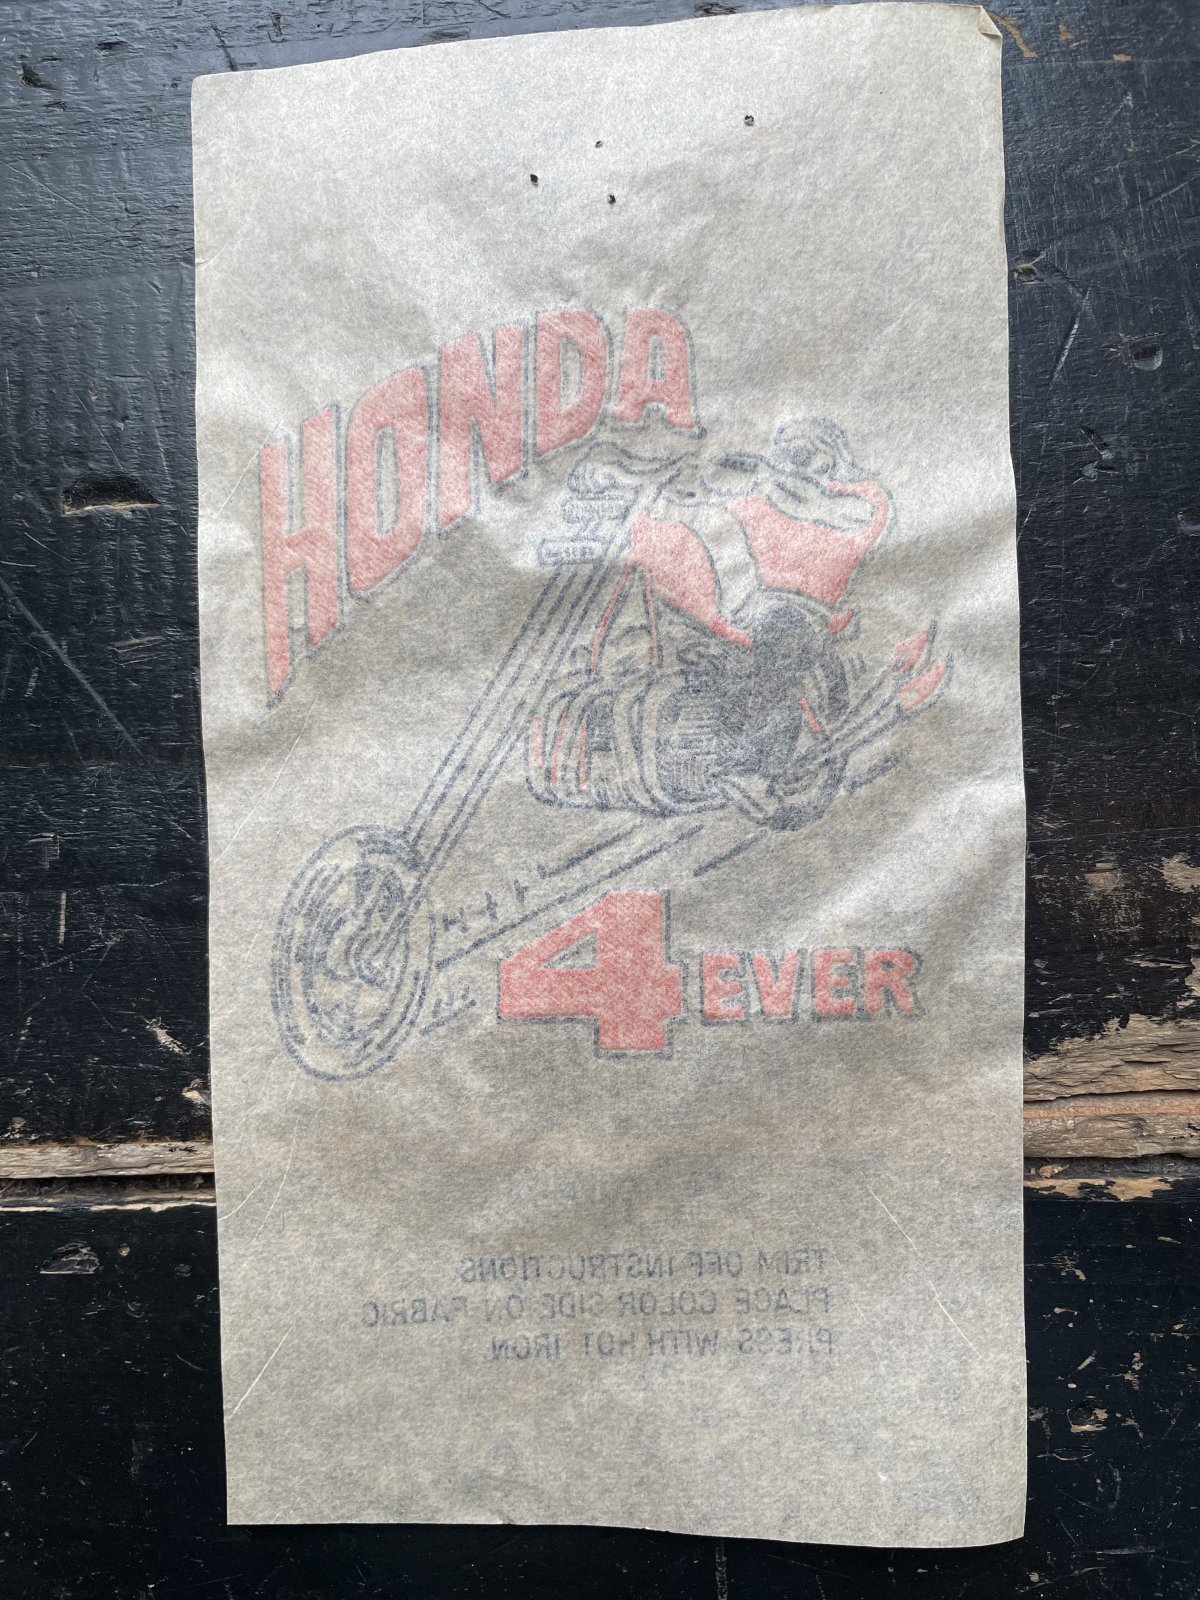 HONDA
4EVER
TRIM OFF INSTRUCTIONS
PLACE COLOR SIDE ON FABRIC.
PRESS WITH HOT IRON.